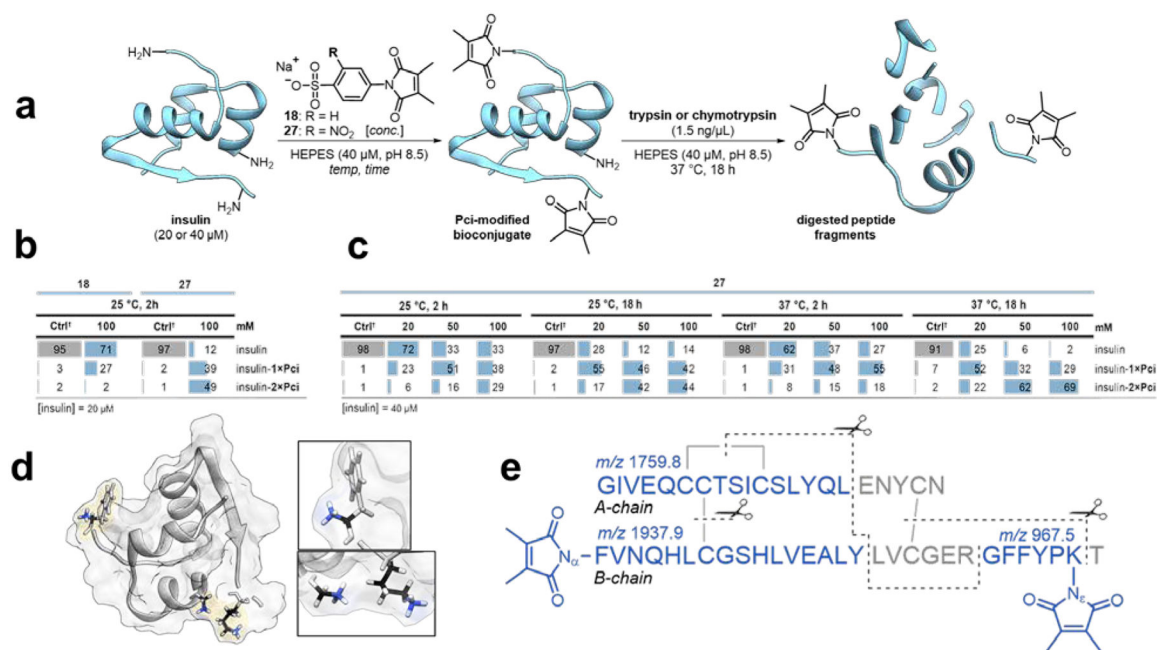 a
H₂N
NH₂
H₂N
insulin
(20 or 40 µM)
Na⁺
⁻O
S
O
O
R
N
O
O
18: R = H
27: R = NO₂ [conc.]
HEPES (40 µM, pH 8.5)
temp, time
O
N
O
NH₂
N
O
O
Pci-modified
bioconjugate
trypsin or chymotrypsin
(1.5 ng/µL)
HEPES (40 µM, pH 8.5)
37 °C, 18 h
O
N
O
O
N
O
digested peptide
fragments
b
18 27
25 °C, 2h
Ctrl† 100 Ctrl† 100 mM
95 71 97 12 insulin
3 27 2 39 insulin-1×Pci
2 2 1 49 insulin-2×Pci
[insulin] = 20 µM
c
27
25 °C, 2 h 25 °C, 18 h 37 °C, 2 h 37 °C, 18 h
Ctrl† 20 50 100 Ctrl† 20 50 100 Ctrl† 20 50 100 Ctrl† 20 50 100 mM
98 72 33 33 97 28 12 14 98 62 37 27 91 25 6 2 insulin
1 23 51 38 2 55 46 42 1 31 48 55 7 52 32 29 insulin-1×Pci
1 6 16 29 1 17 42 44 1 8 15 18 2 22 62 69 insulin-2×Pci
[insulin] = 40 µM
d
e
m/z 1759.8
GIVEQCCTSICSLYQL ENYCN
A-chain
m/z 1937.9 m/z 967.5
O
Nα
O
FVNQHLCGSHLVEALY LVCGER GFFYPK T
B-chain
Nε
O
O